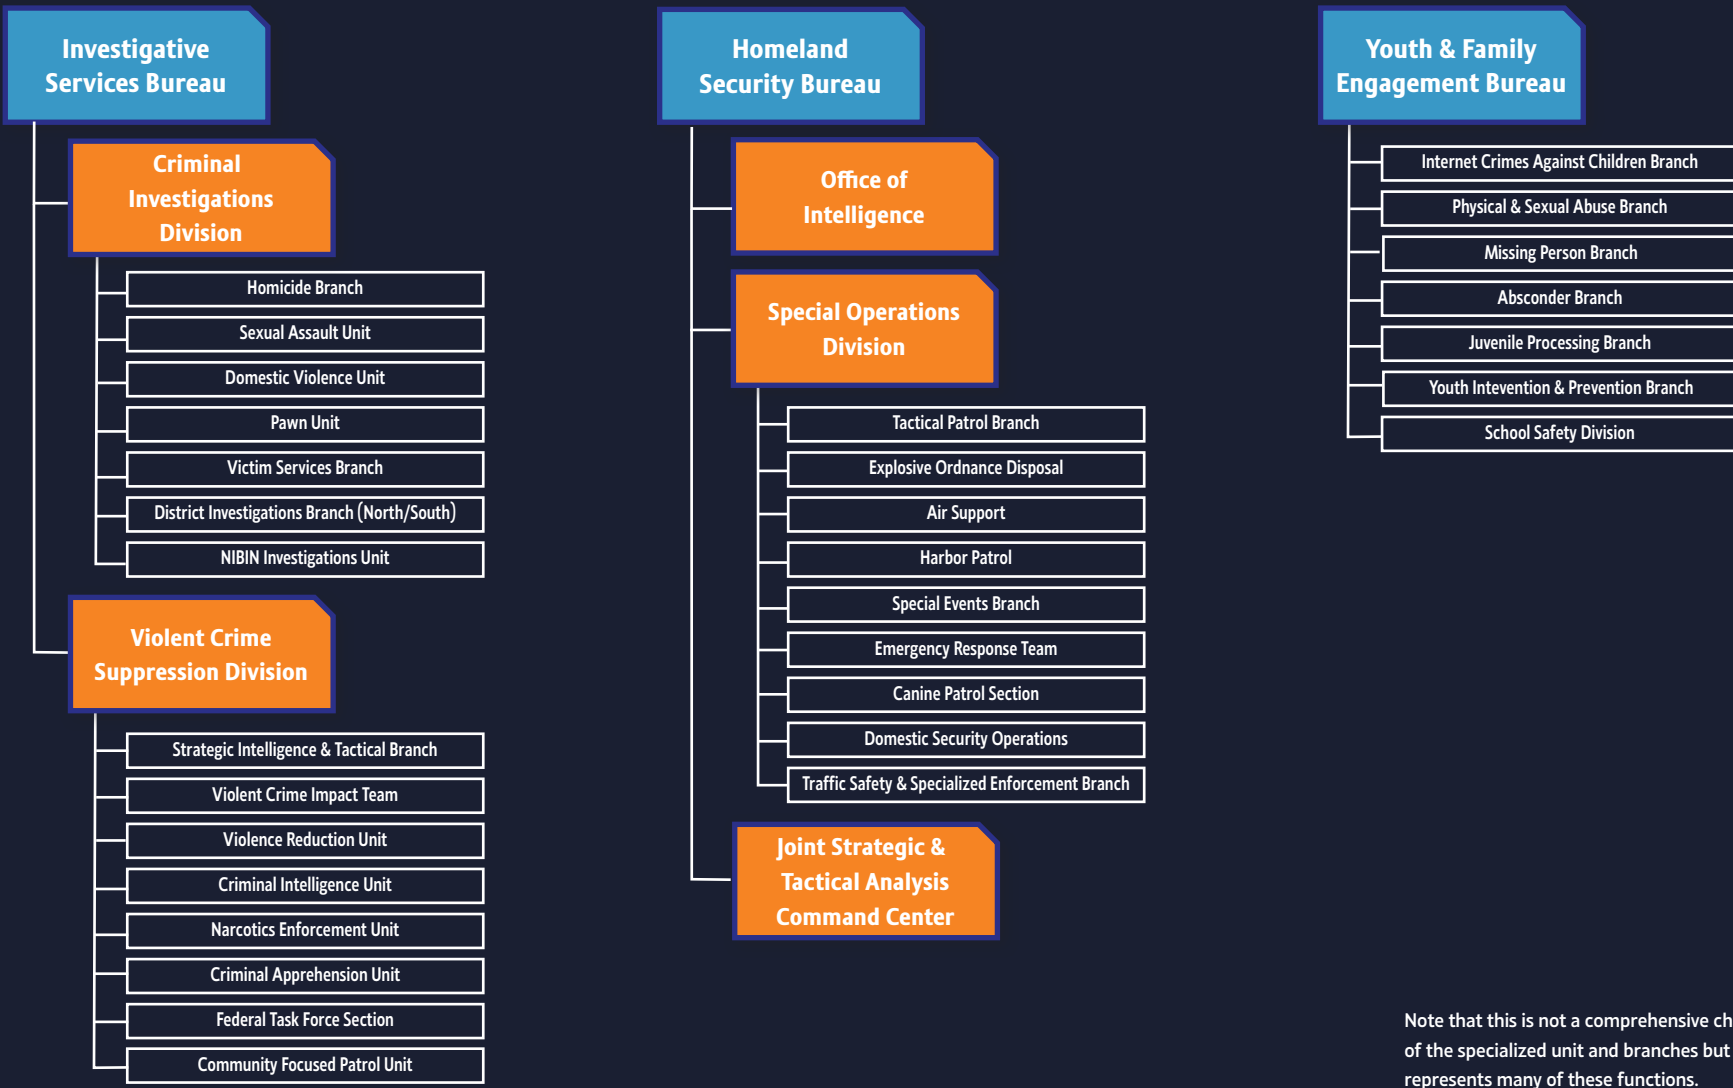 Investigative
Services Bureau
Criminal
Investigations
Division
Homicide Branch
Sexual Assault Unit
Domestic Violence Unit
Pawn Unit
Victim Services Branch
District Investigations Branch (North/South)
NIBIN Investigations Unit
Violent Crime
Suppression Division
Strategic Intelligence & Tactical Branch
Violent Crime Impact Team
Violence Reduction Unit
Criminal Intelligence Unit
Narcotics Enforcement Unit
Criminal Apprehension Unit
Federal Task Force Section
Community Focused Patrol Unit
Homeland
Security Bureau
Office of
Intelligence
Special Operations
Division
Tactical Patrol Branch
Explosive Ordnance Disposal
Air Support
Harbor Patrol
Special Events Branch
Emergency Response Team
Canine Patrol Section
Domestic Security Operations
Traffic Safety & Specialized Enforcement Branch
Joint Strategic &
Tactical Analysis
Command Center
Youth & Family
Engagement Bureau
Internet Crimes Against Children Branch
Physical & Sexual Abuse Branch
Missing Person Branch
Absconder Branch
Juvenile Processing Branch
Youth Intevention & Prevention Branch
School Safety Division
Note that this is not a comprehensive ch
of the specialized unit and branches but
represents many of these functions.